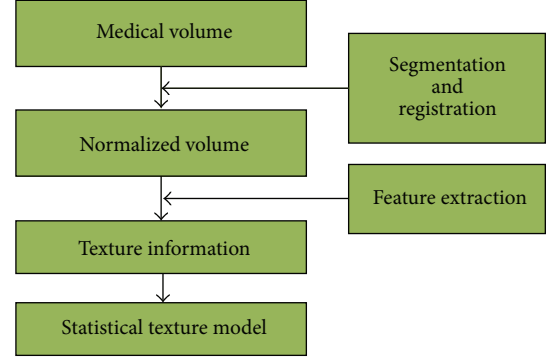 Medical volume
Segmentation
and
registration
Normalized volume
Feature extraction
Texture information
Statistical texture model